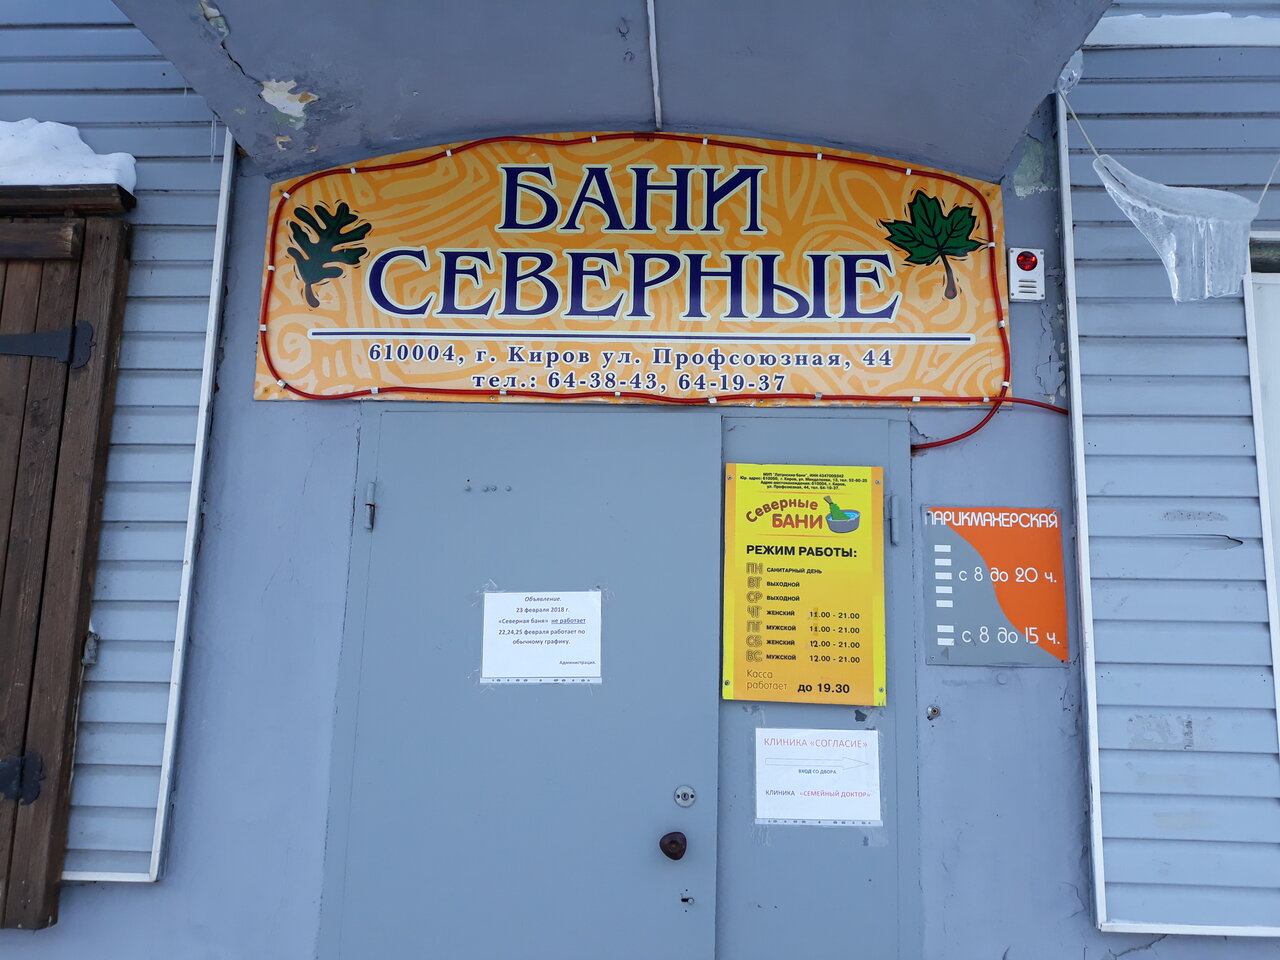 БАНИ
СЕВЕРНЫЕ
610004, г. Киров ул. Профсоюзная, 44
тел.: 64-38-43, 64-19-37
Северные
БАНИ
РЕЖИМ РАБОТЫ:
ПН САНИТАРНЫЙ ДЕНЬ
ВТ ВЫХОДНОЙ
СР ВЫХОДНОЙ
ЧТ ЖЕНСКИЙ 11.00 - 21.00
ПТ МУЖСКОЙ 11.00 - 21.00
СБ ЖЕНСКИЙ 12.00 - 21.00
ВС МУЖСКОЙ 12.00 - 21.00
Касса
работает до 19.30
ПАРИКМАХЕРСКАЯ
с 8 до 20 ч.
с 8 до 15 ч.
Объявление.
23 февраля 2018 г.
«Северная баня» не работает
22,24,25 февраля работает по
обычному графику.
Администрация.
КЛИНИКА «СОГЛАСИЕ»
ВХОД СО ДВОРА
КЛИНИКА «СЕМЕЙНЫЙ ДОКТОР»